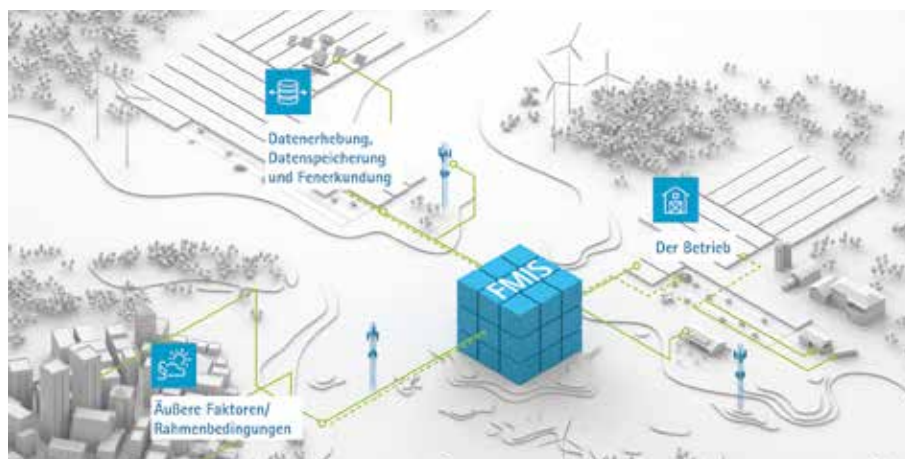 Datenerhebung,
Datenspeicherung
und Fenerkundung
FMIS
Der Betrieb
Äußere Faktoren/
Rahmenbedingungen